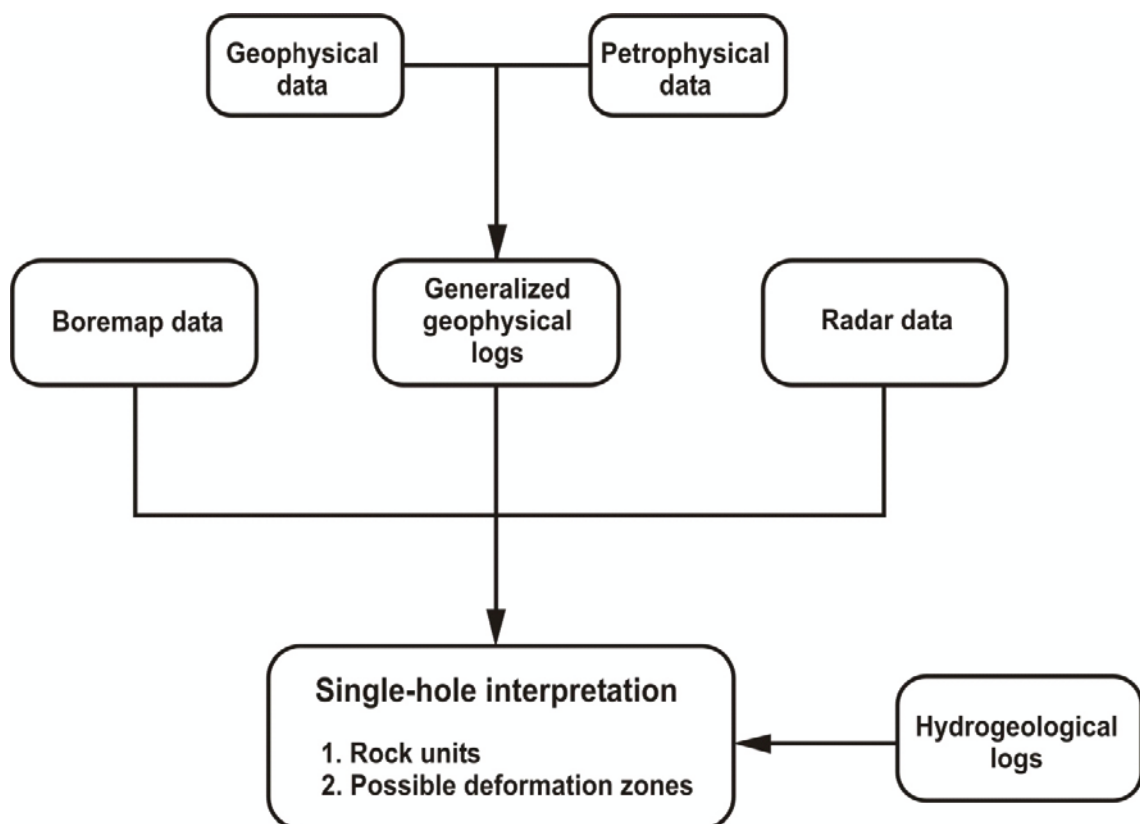 Geophysical
data
Petrophysical
data
Boremap data
Generalized
geophysical
logs
Radar data
Single-hole interpretation
1. Rock units
2. Possible deformation zones
Hydrogeological
logs